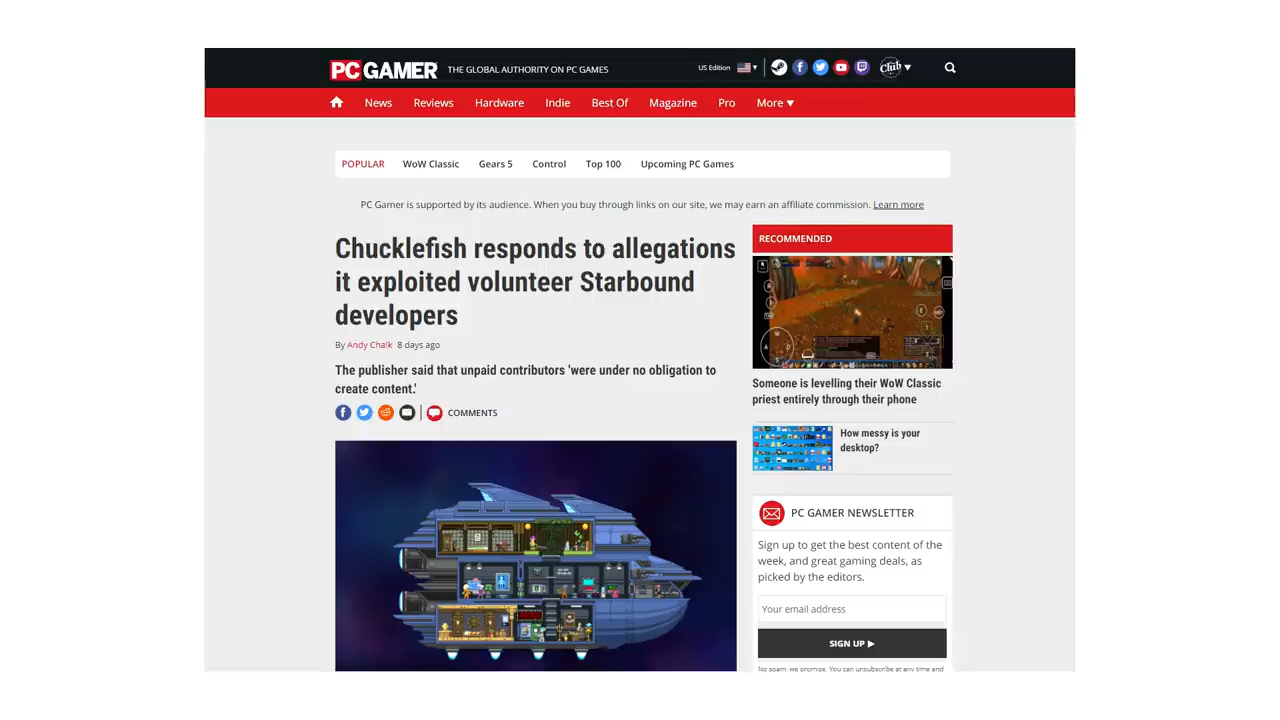 PC GAMER THE GLOBAL AUTHORITY ON PC GAMES US Edition Club
News Reviews Hardware Indie Best Of Magazine Pro More
POPULAR WoW Classic Gears 5 Control Top 100 Upcoming PC Games
PC Gamer is supported by its audience. When you buy through links on our site, we may earn an affiliate commission. Learn more
Chucklefish responds to allegations
it exploited volunteer Starbound
developers
By Andy Chalk 8 days ago
The publisher said that unpaid contributors 'were under no obligation to
create content.'
COMMENTS
RECOMMENDED
Someone is levelling their WoW Classic
priest entirely through their phone
How messy is your
desktop?
PC GAMER NEWSLETTER
Sign up to get the best content of the
week, and great gaming deals, as
picked by the editors.
Your email address
SIGN UP
No spam, we promise. You can unsubscribe at any time and